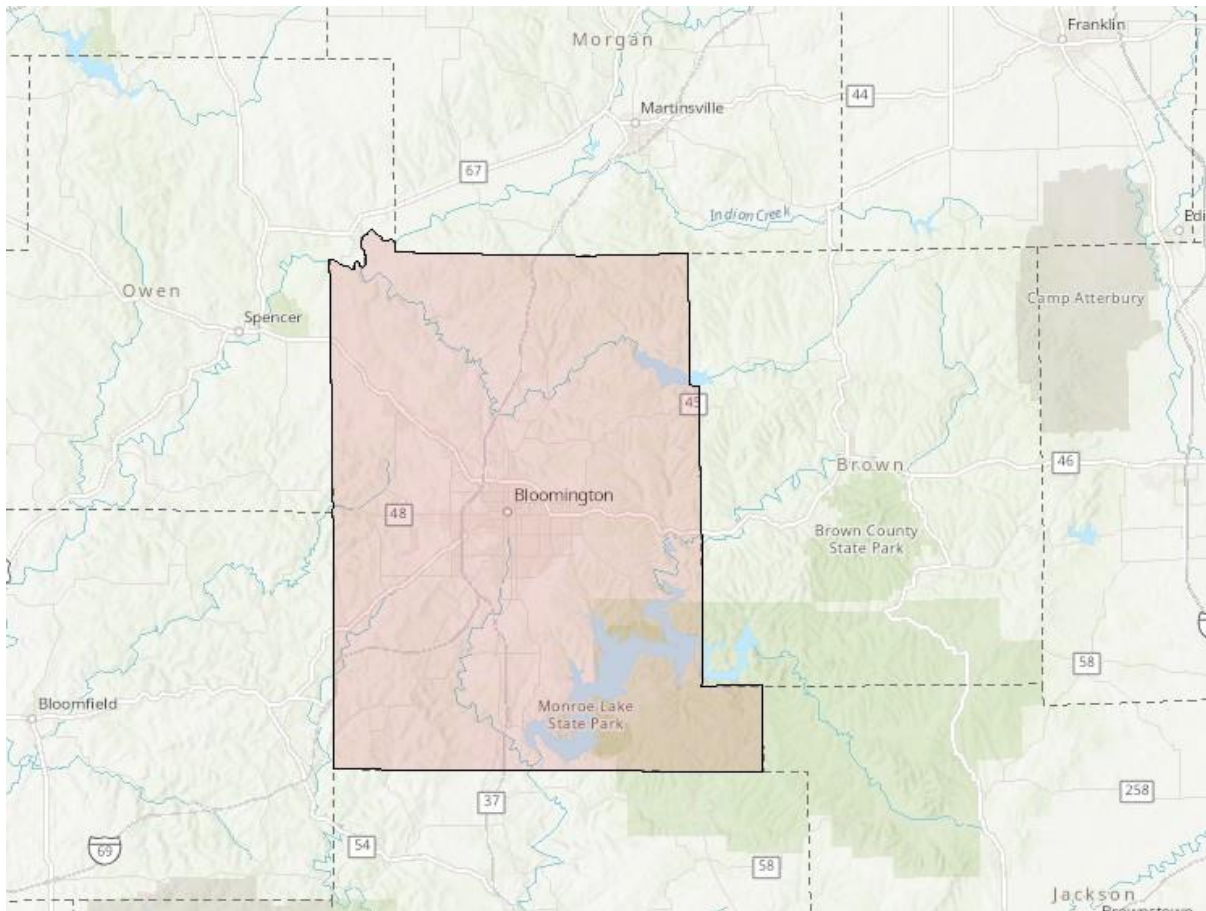 Franklin
Morgan
44
Martinsville
67
Indian Creek
Edi
Owen
Camp Atterbury
Spencer
45
Brown
46
Bloomington
48
Brown County
State Park
58
Bloomfield
Monroe Lake
State Park
37
258
54
69
58
Jackson
Brownstown